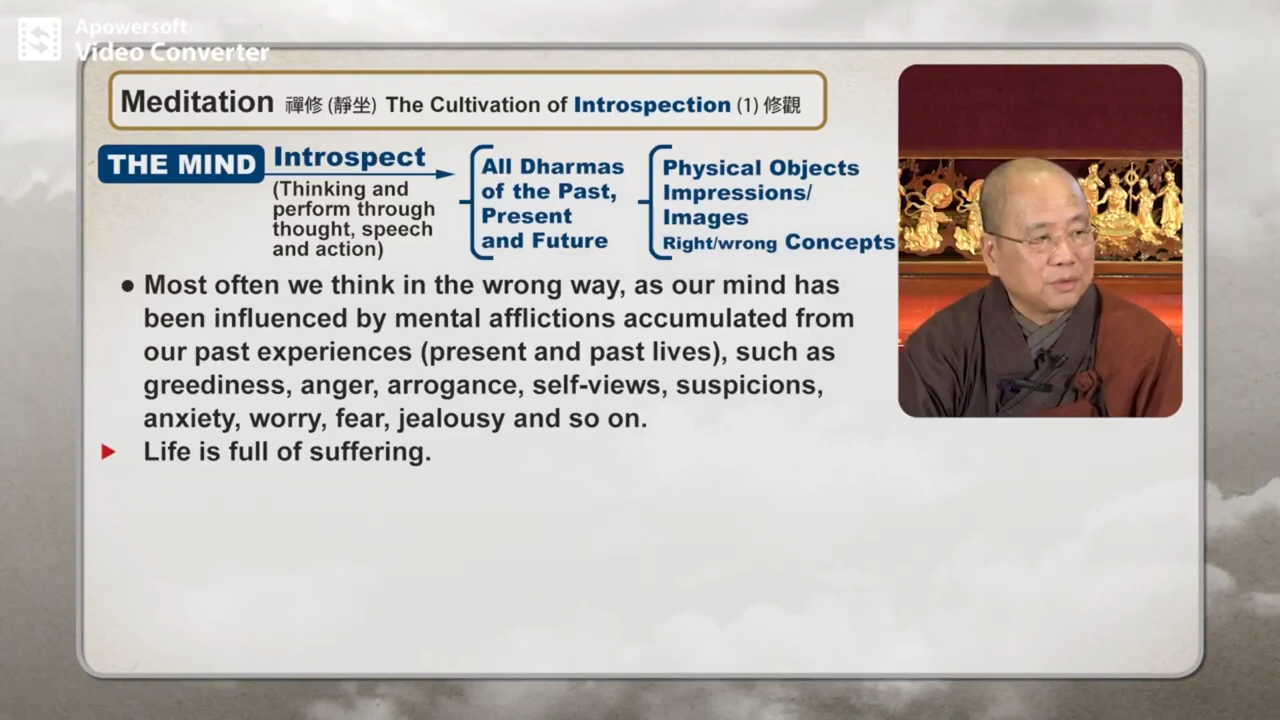 Apowersoft
Video Converter
Meditation 禪修 (靜坐) The Cultivation of Introspection (1) 修觀
THE MIND
Introspect
(Thinking and
perform through
thought, speech
and action)
All Dharmas
of the Past,
Present
and Future
Physical Objects
Impressions/
Images
Right/wrong Concepts
● Most often we think in the wrong way, as our mind has
been influenced by mental afflictions accumulated from
our past experiences (present and past lives), such as
greediness, anger, arrogance, self-views, suspicions,
anxiety, worry, fear, jealousy and so on.
► Life is full of suffering.